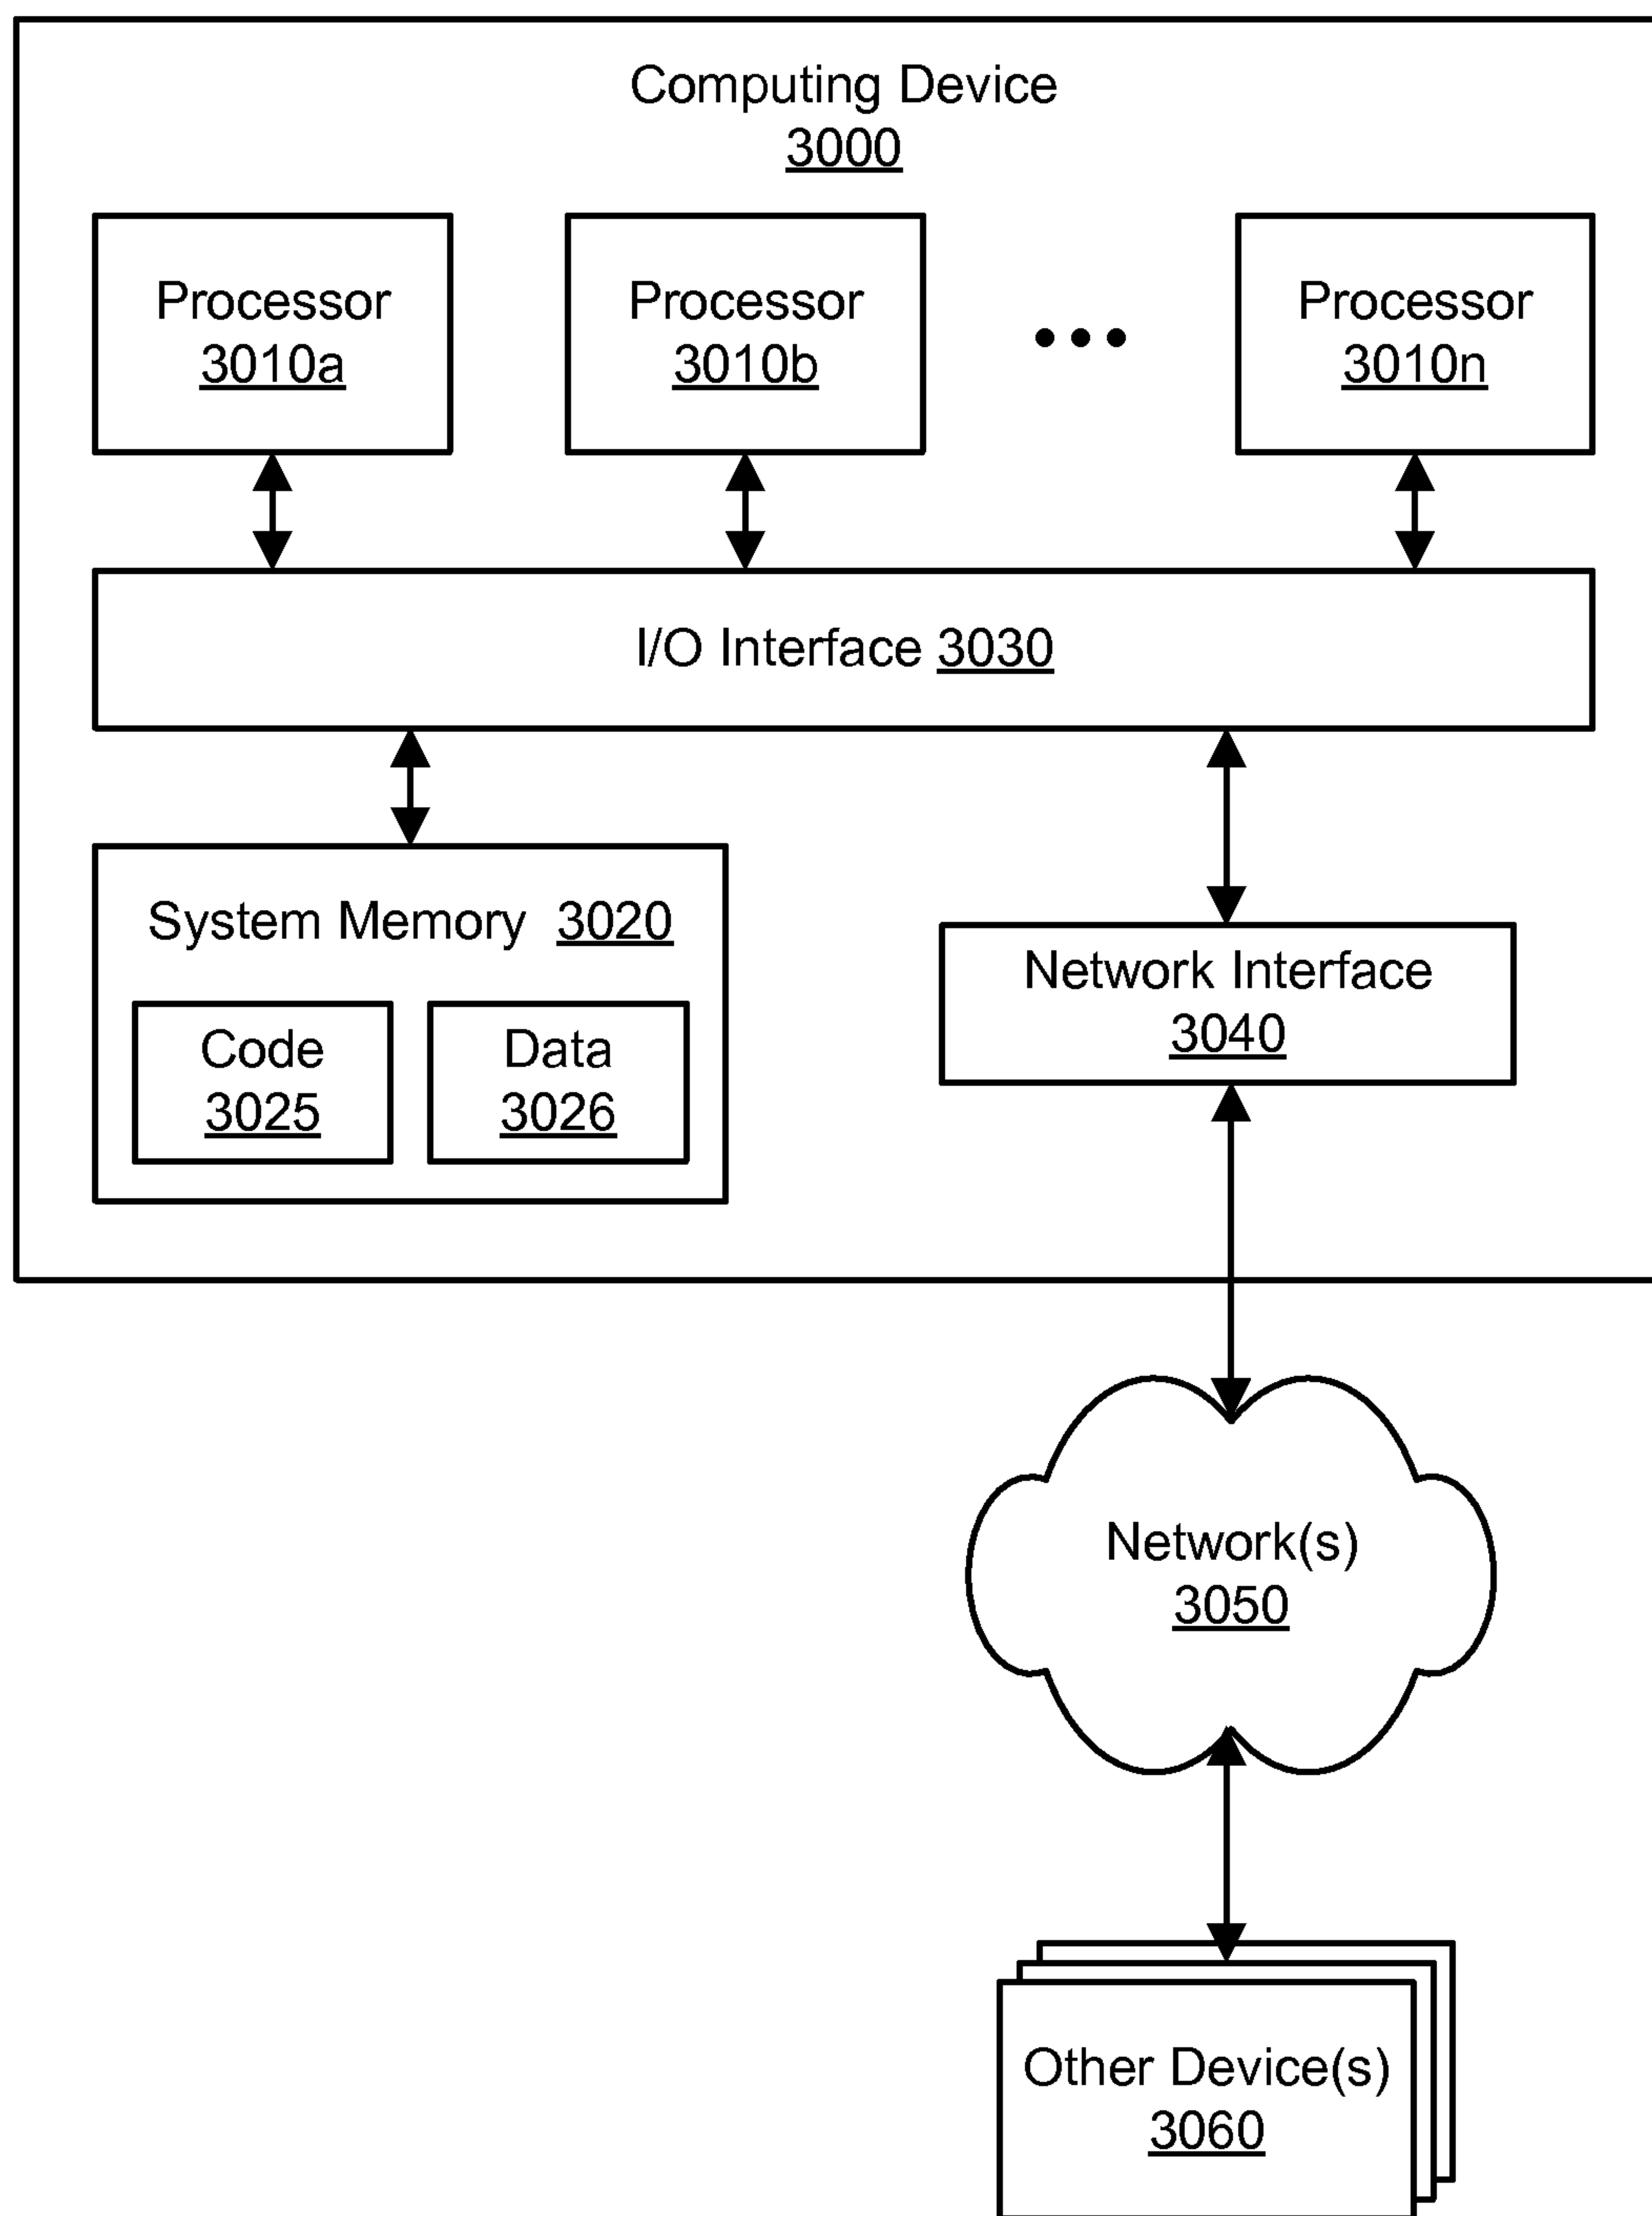 Computing Device
3000
Processor
3010a
Processor
3010b
Processor
3010n
I/O Interface 3030
System Memory 3020
Code
3025
Data
3026
Network Interface
3040
Network(s)
3050
Other Device(s)
3060